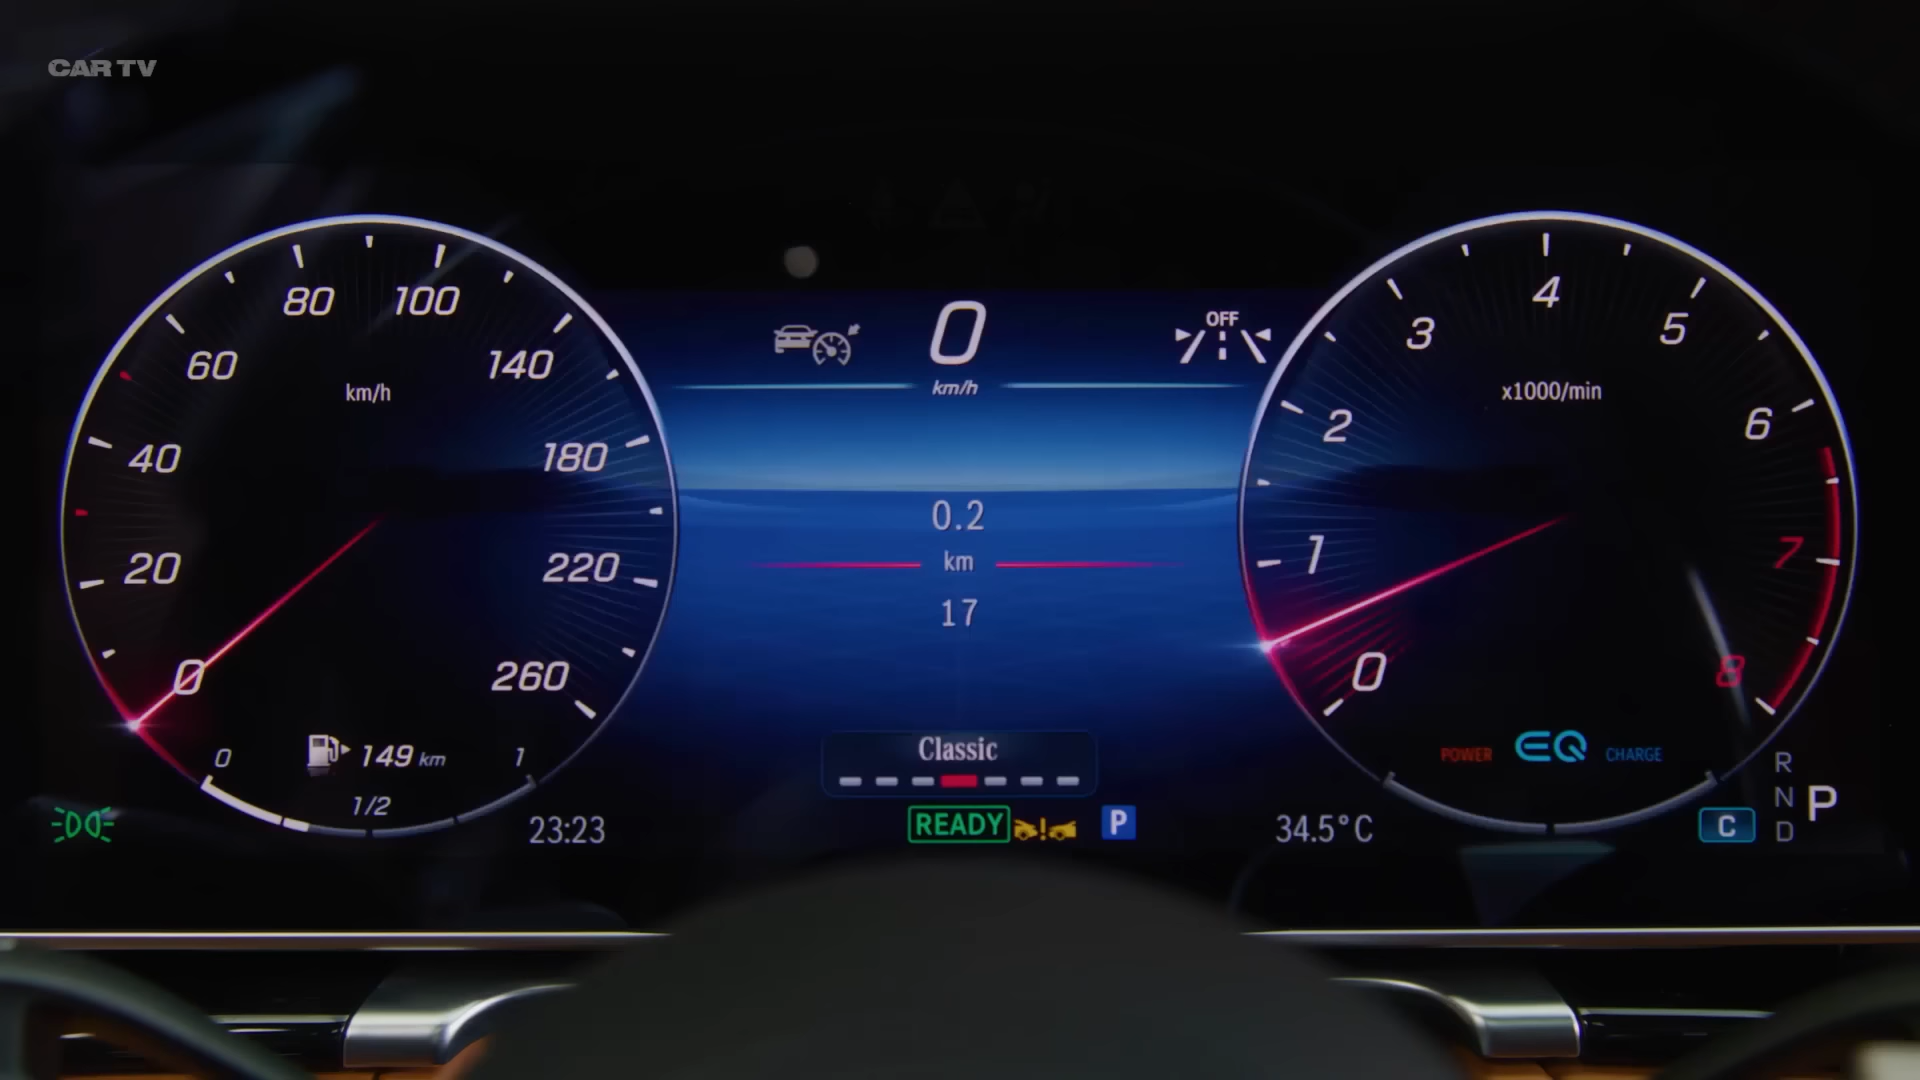 CAR TV
80 100
60 140
km/h
40 180
20 220
0 260
0 149 km 1
1/2
23:23
0
km/h
OFF
0.2
km
17
Classic
READY P
34.5°C
4
3 5
x1000/min
2 6
1 7
0 8
POWER EQ CHARGE
R
N P
C D